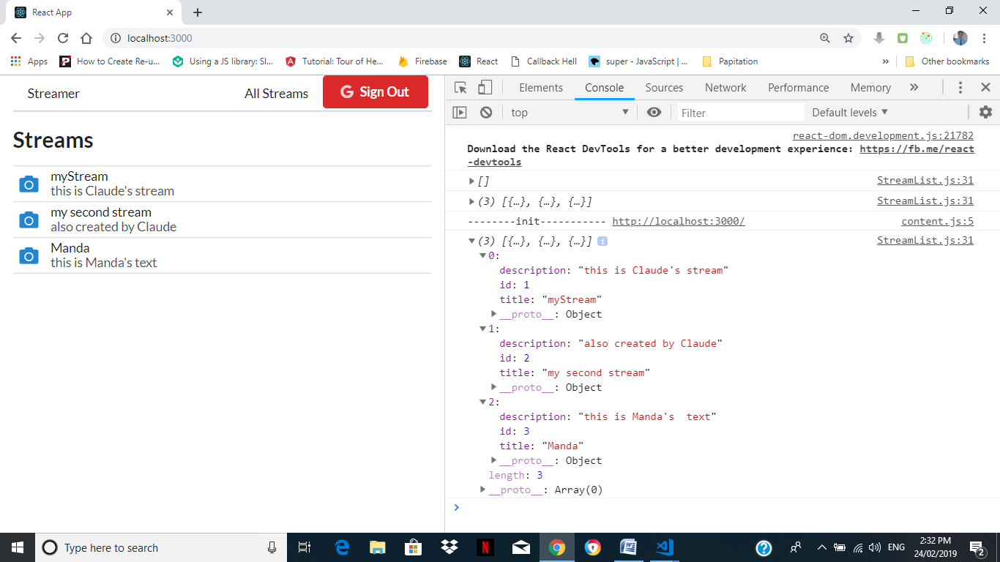 React App
localhost:3000
Apps
How to Create Re-u...
Using a JS library: Sl...
Tutorial: Tour of He...
Firebase
React
Callback Hell
super - JavaScript | ...
Papitation
»
Other bookmarks
Streamer
All Streams
G Sign Out
Streams
myStream
this is Claude's stream
my second stream
also created by Claude
Manda
this is Manda's text
Elements
Console
Sources
Network
Performance
Memory
»
top
Filter
Default levels
react-dom.development.js:21782
Download the React DevTools for a better development experience: https://fb.me/react
-devtools
[] StreamList.js:31
(3) [{…}, {…}, {…}] StreamList.js:31
--------init----------- http://localhost:3000/ content.js:5
(3) [{…}, {…}, {…}] i StreamList.js:31
0:
description: "this is Claude's stream"
id: 1
title: "myStream"
__proto__: Object
1:
description: "also created by Claude"
id: 2
title: "my second stream"
__proto__: Object
2:
description: "this is Manda's  text"
id: 3
title: "Manda"
__proto__: Object
length: 3
__proto__: Array(0)
>
Type here to search
ENG
2:32 PM
24/02/2019
2